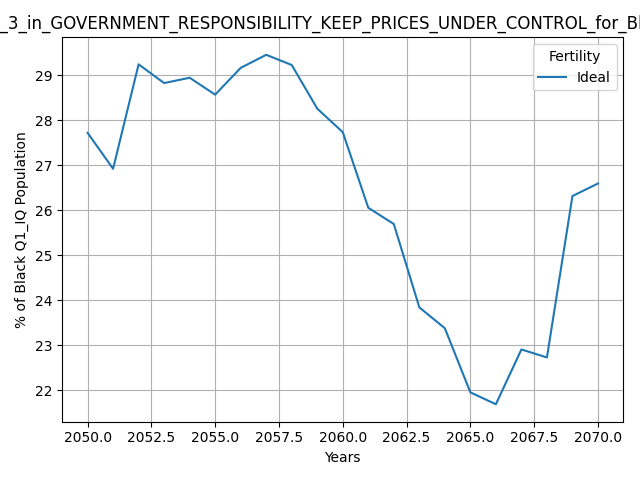 _3_in_GOVERNMENT_RESPONSIBILITY_KEEP_PRICES_UNDER_CONTROL_for_Bl
Fertility
Ideal
% of Black Q1_IQ Population
29
28
27
26
25
24
23
22
2050.0 2052.5 2055.0 2057.5 2060.0 2062.5 2065.0 2067.5 2070.0
Years